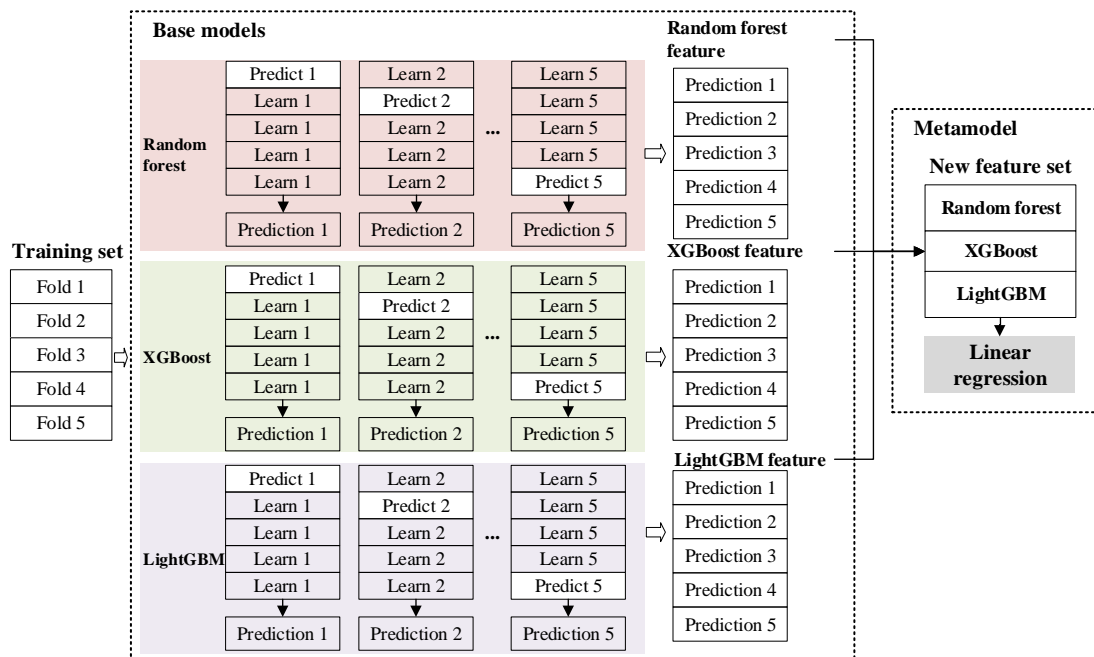 Training set
Fold 1
Fold 2
Fold 3
Fold 4
Fold 5
Base models
Random
forest
Predict 1
Learn 1
Learn 1
Learn 1
Learn 1
Prediction 1
Learn 2
Predict 2
Learn 2
Learn 2
Learn 2
Prediction 2
...
Learn 5
Learn 5
Learn 5
Learn 5
Predict 5
Prediction 5
Random forest
feature
Prediction 1
Prediction 2
Prediction 3
Prediction 4
Prediction 5
XGBoost
Predict 1
Learn 1
Learn 1
Learn 1
Learn 1
Prediction 1
Learn 2
Predict 2
Learn 2
Learn 2
Learn 2
Prediction 2
...
Learn 5
Learn 5
Learn 5
Learn 5
Predict 5
Prediction 5
XGBoost feature
Prediction 1
Prediction 2
Prediction 3
Prediction 4
Prediction 5
LightGBM
Predict 1
Learn 1
Learn 1
Learn 1
Learn 1
Prediction 1
Learn 2
Predict 2
Learn 2
Learn 2
Learn 2
Prediction 2
...
Learn 5
Learn 5
Learn 5
Learn 5
Predict 5
Prediction 5
LightGBM feature
Prediction 1
Prediction 2
Prediction 3
Prediction 4
Prediction 5
Metamodel
New feature set
Random forest
XGBoost
LightGBM
Linear
regression